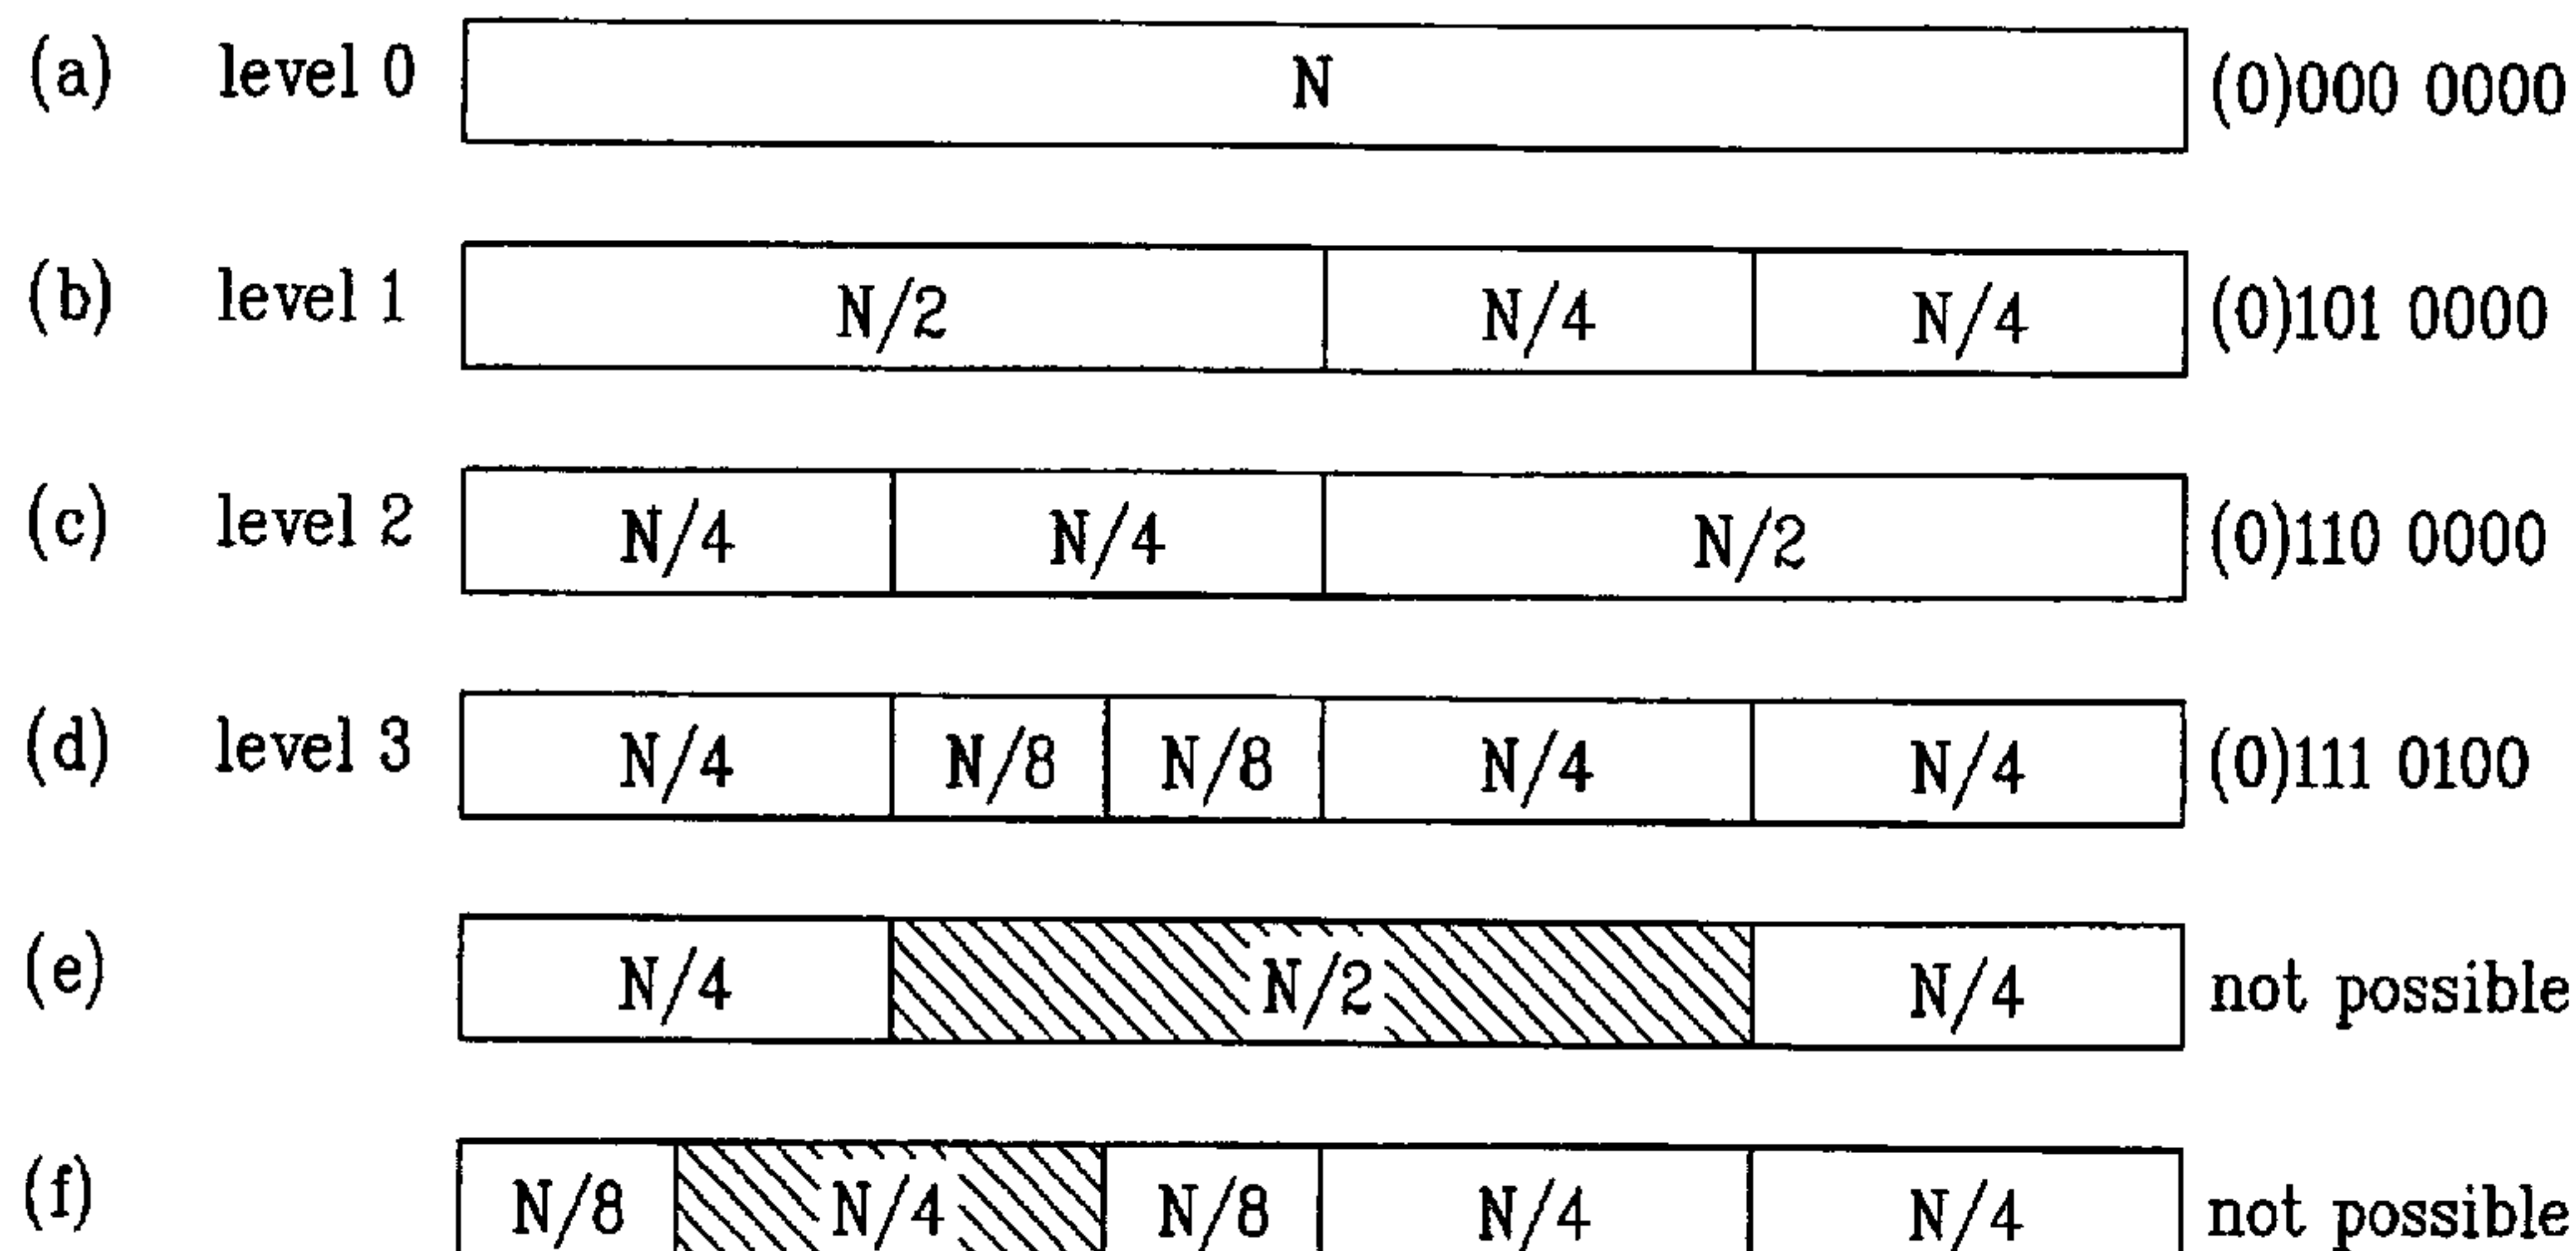 (a) level 0 N (0)000 0000
(b) level 1 N/2 N/4 N/4 (0)101 0000
(c) level 2 N/4 N/4 N/2 (0)110 0000
(d) level 3 N/4 N/8 N/8 N/4 N/4 (0)111 0100
(e) N/4 N/2 N/4 not possible
(f) N/8 N/4 N/8 N/4 N/4 not possible